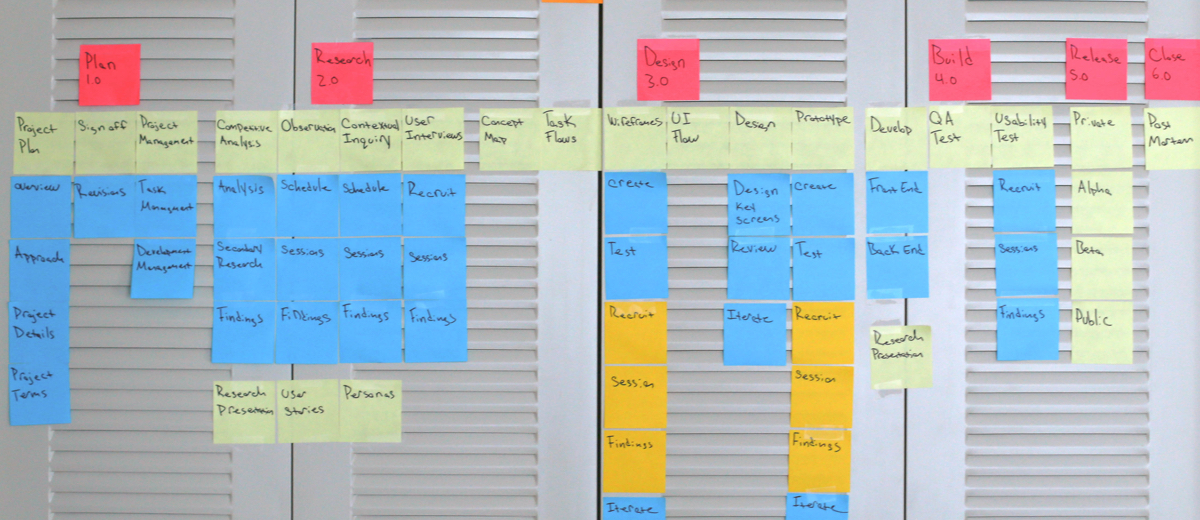 Plan
1.0
Research
2.0
Design
3.0
Build
4.0
Release
5.0
Close
6.0
Project
Plan
Sign off
Project
Management
Competitive
Analysis
Observation
Contextual
Inquiry
User
Interviews
Concept
Map
Task
Flows
Wireframes
UI
Flow
Design
Prototype
Develop
QA
Test
Usability
Test
Private
Post
Mortem
Overview
Revisions
Task
Managment
Analysis
Schedule
Schedule
Recruit
Create
Design
Key
Screens
Create
Front End
Recruit
Alpha
Approach
Development
Management
Secondary
Research
Sessions
Sessions
Sessions
Test
Review
Test
Back End
Sessions
Beta
Project
Details
Findings
Findings
Findings
Findings
Recruit
Iterate
Recruit
Research
Presentation
Findings
Public
Project
Terms
Research
Presentation
User
Stories
Personas
Session
Session
Findings
Findings
Iterate
Iterate